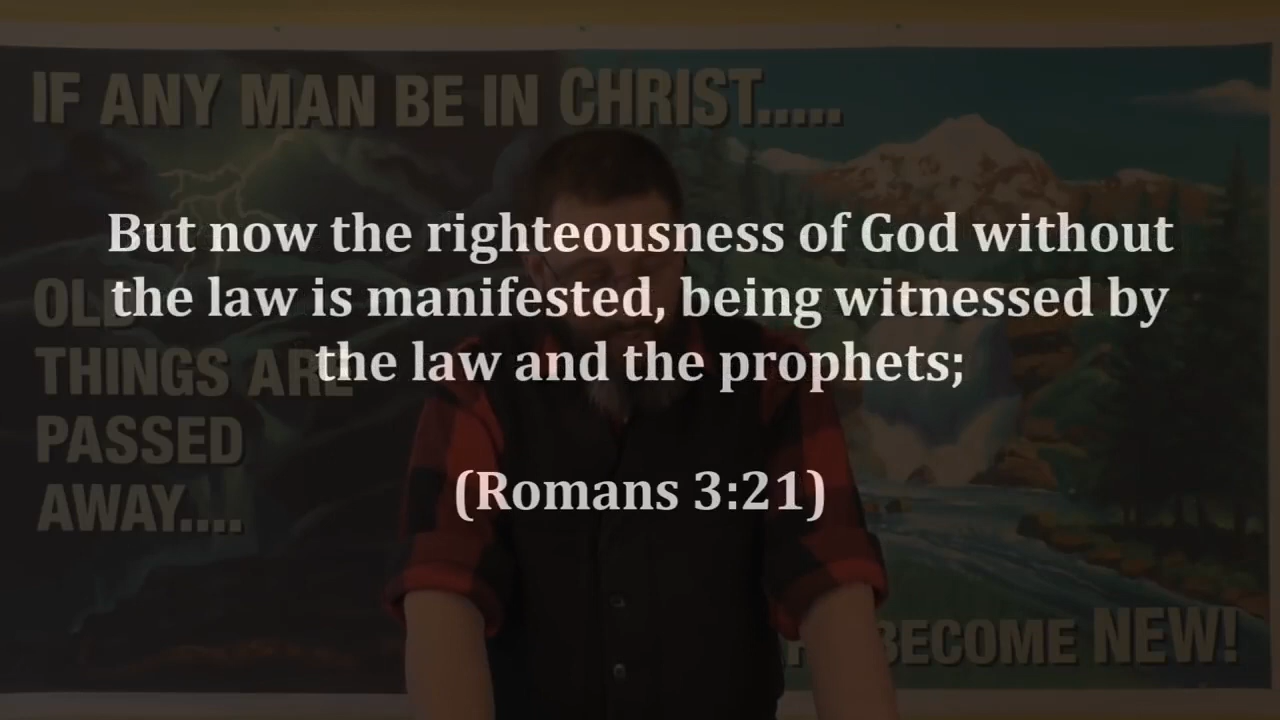 IF ANY MAN BE IN CHRIST.....
But now the righteousness of God without
the law is manifested, being witnessed by
the law and the prophets;
(Romans 3:21)
OLD
THINGS ARE
PASSED
AWAY....
BECOME NEW!